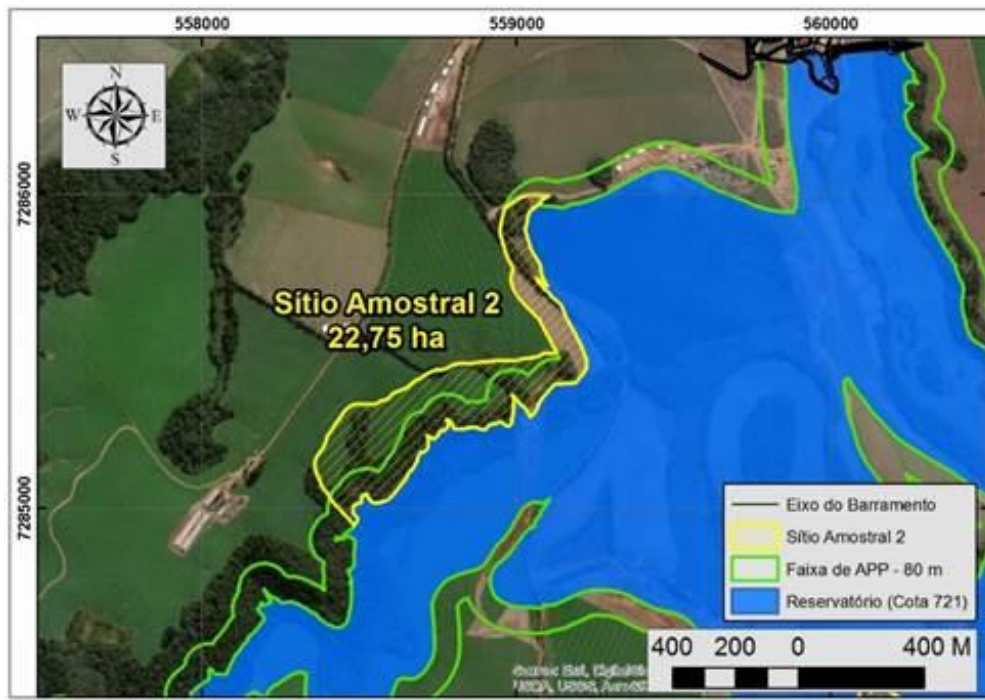 558000 559000 560000
N
W E
S
7286000
7285000
Sítio Amostral 2
22,75 ha
Eixo do Barramento
Sítio Amostral 2
Faixa de APP - 80 m
Reservatório (Cota 721)
400 200 0 400 M